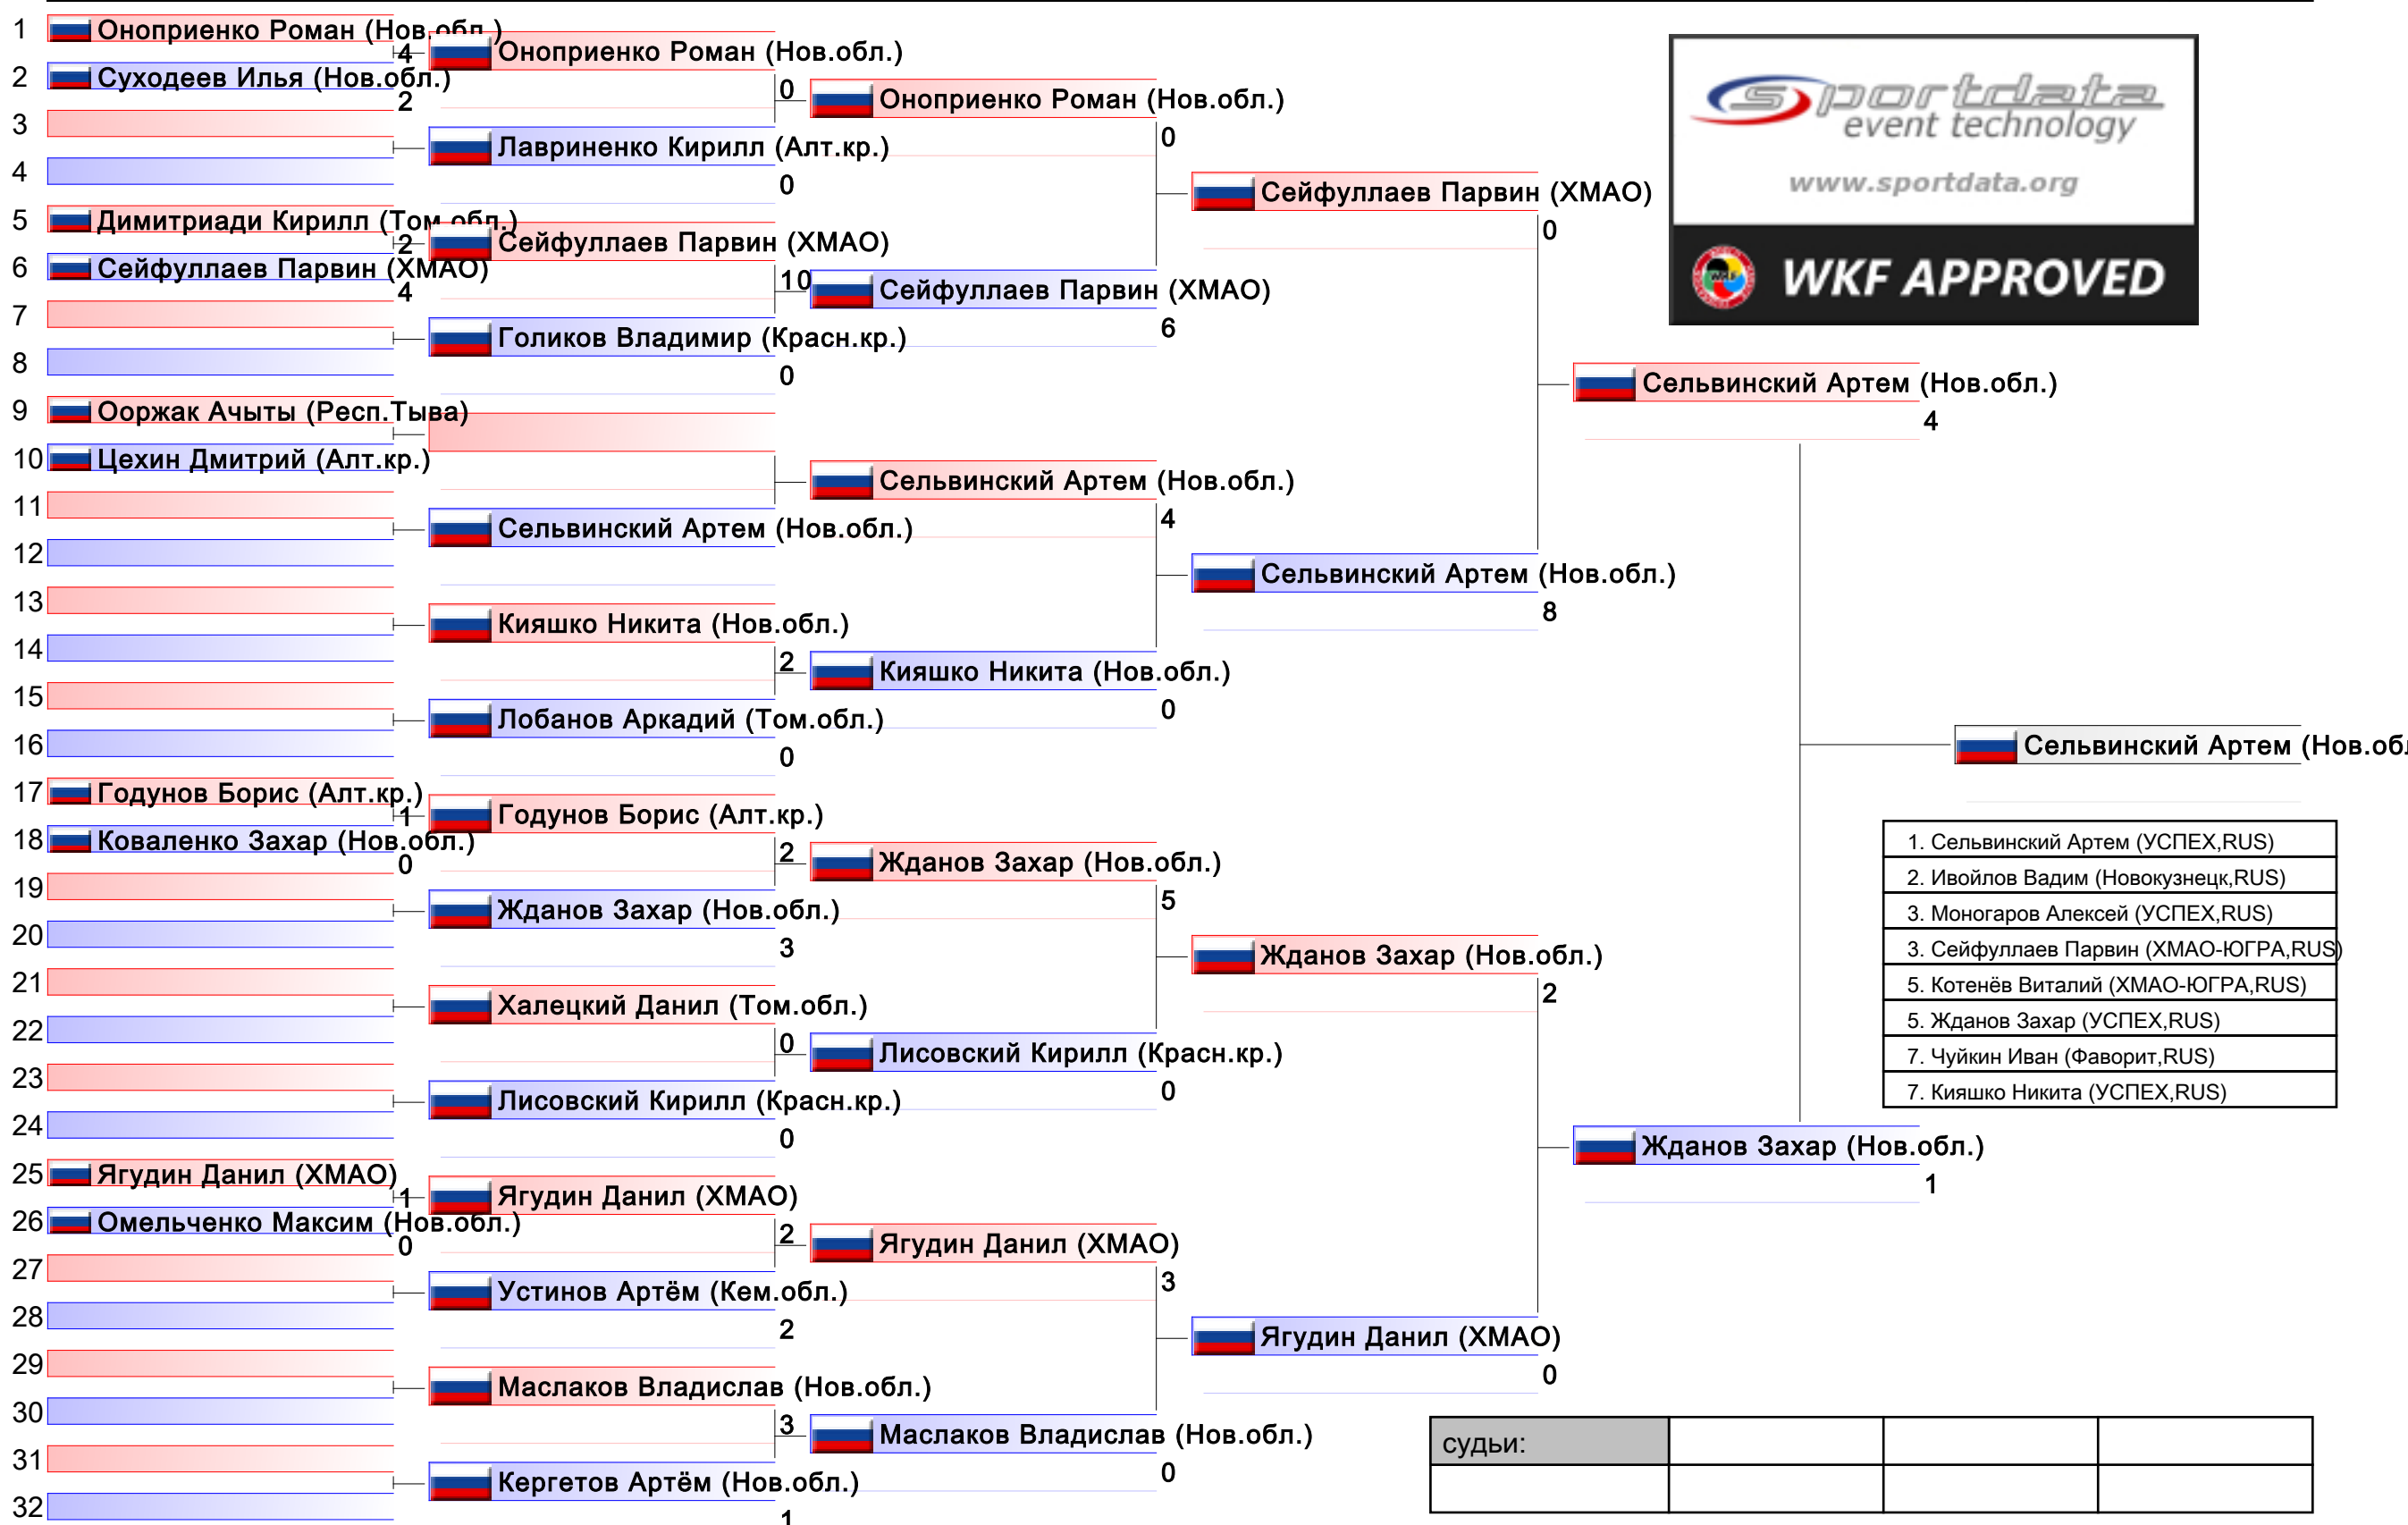 1 Оноприенко Роман (Нов.обл.)
4
2 Суходеев Илья (Нов.обл.)
2
3
4
5 Димитриади Кирилл (Том.обл.)
2
6 Сейфуллаев Парвин (ХМАО)
4
7
8
9 Ооржак Ачыты (Респ.Тыва)
10 Цехин Дмитрий (Алт.кр.)
11
12
13
14
15
16
17 Годунов Борис (Алт.кр.)
1
18 Коваленко Захар (Нов.обл.)
0
19
20
21
22
23
24
25 Ягудин Данил (ХМАО)
1
26 Омельченко Максим (Нов.обл.)
0
27
28
29
30
31
32
Оноприенко Роман (Нов.обл.)
0
Лавриненко Кирилл (Алт.кр.)
0
Сейфуллаев Парвин (ХМАО)
10
Голиков Владимир (Красн.кр.)
0
Сельвинский Артем (Нов.обл.)
Кияшко Никита (Нов.обл.)
2
Лобанов Аркадий (Том.обл.)
0
Годунов Борис (Алт.кр.)
2
Жданов Захар (Нов.обл.)
3
Халецкий Данил (Том.обл.)
0
Лисовский Кирилл (Красн.кр.)
0
Ягудин Данил (ХМАО)
2
Устинов Артём (Кем.обл.)
2
Маслаков Владислав (Нов.обл.)
3
Кергетов Артём (Нов.обл.)
1
Оноприенко Роман (Нов.обл.)
0
Сейфуллаев Парвин (ХМАО)
6
Сельвинский Артем (Нов.обл.)
4
Кияшко Никита (Нов.обл.)
0
Жданов Захар (Нов.обл.)
5
Лисовский Кирилл (Красн.кр.)
0
Ягудин Данил (ХМАО)
3
Маслаков Владислав (Нов.обл.)
0
Сейфуллаев Парвин (ХМАО)
0
Сельвинский Артем (Нов.обл.)
8
Жданов Захар (Нов.обл.)
2
Ягудин Данил (ХМАО)
0
Сельвинский Артем (Нов.обл.)
4
Жданов Захар (Нов.обл.)
1
Сельвинский Артем (Нов.об
sportdata
event technology
www.sportdata.org
WKF
WKF APPROVED
1. Сельвинский Артем (УСПЕХ,RUS)
2. Ивойлов Вадим (Новокузнецк,RUS)
3. Моногаров Алексей (УСПЕХ,RUS)
3. Сейфуллаев Парвин (ХМАО-ЮГРА,RUS)
5. Котенёв Виталий (ХМАО-ЮГРА,RUS)
5. Жданов Захар (УСПЕХ,RUS)
7. Чуйкин Иван (Фаворит,RUS)
7. Кияшко Никита (УСПЕХ,RUS)
судьи: